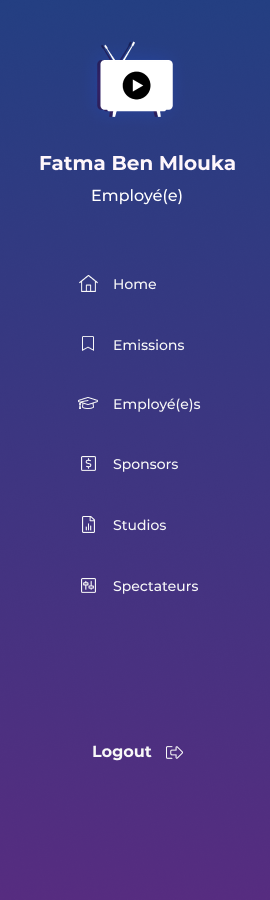 Fatma Ben Mlouka
Employé(e)
Home
Emissions
Employé(e)s
Sponsors
Studios
Spectateurs
Logout